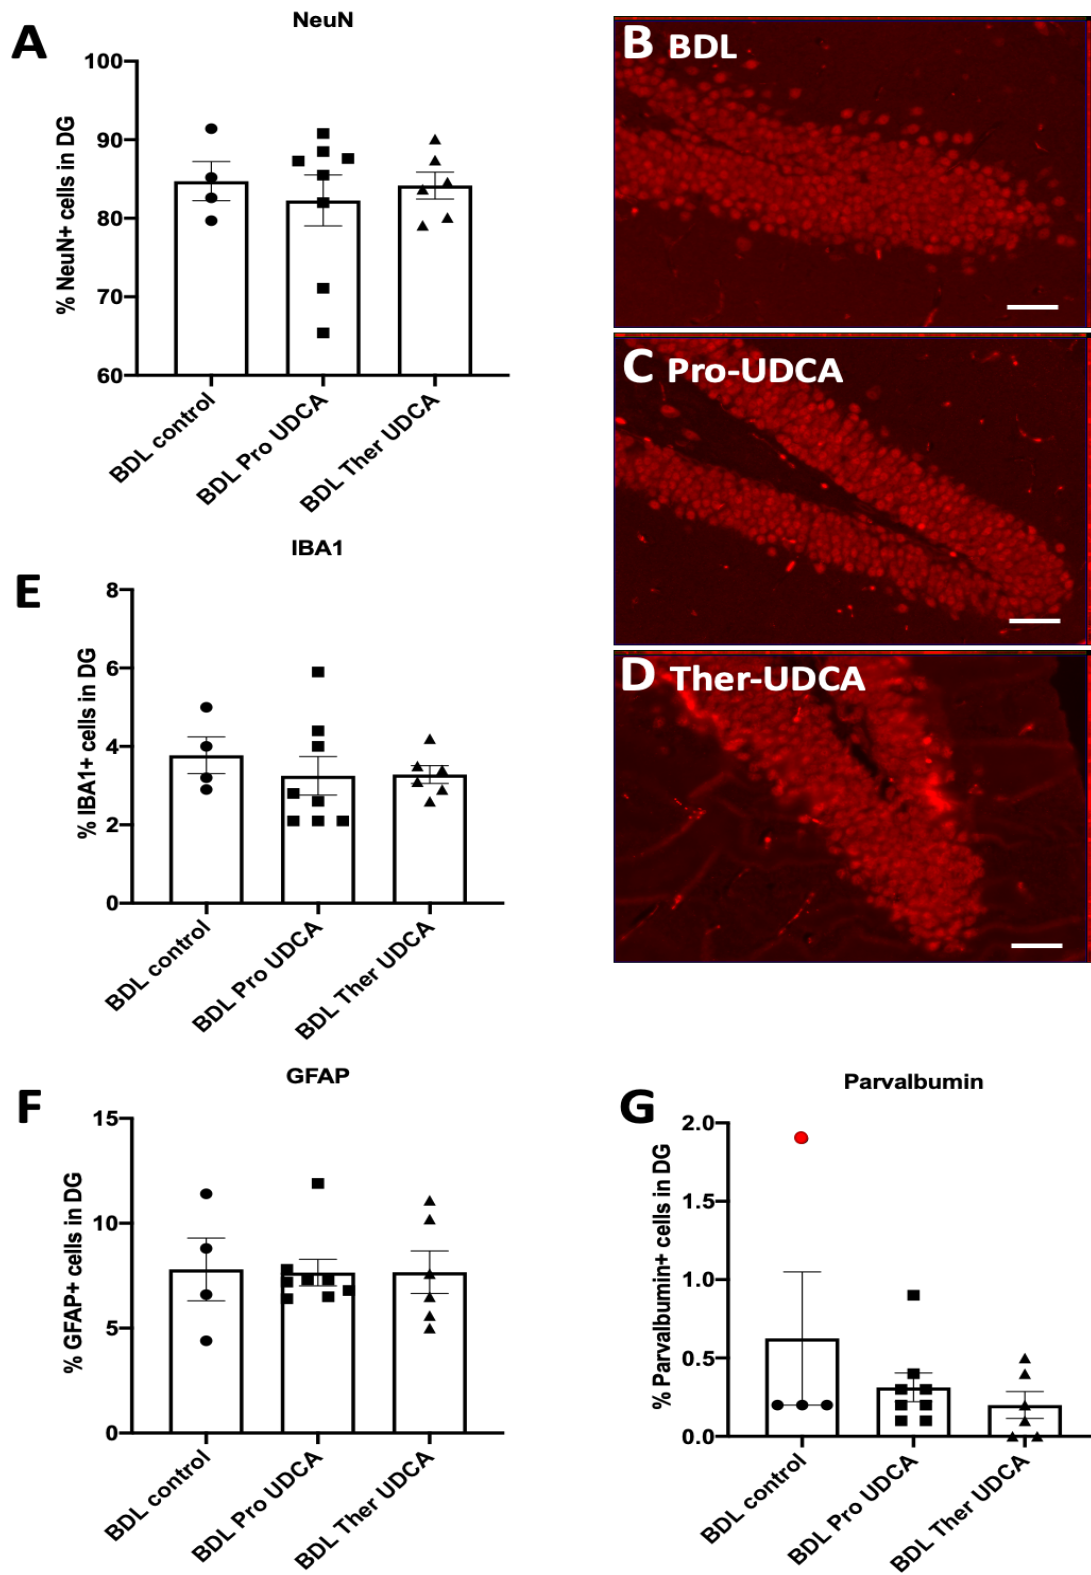 NeuN
A
% NeuN+ cells in DG
100
90
80
70
60
BDL control
BDL Pro UDCA
BDL Ther UDCA
B BDL
C Pro-UDCA
D Ther-UDCA
IBA1
E
% IBA1+ cells in DG
8
6
4
2
0
BDL control
BDL Pro UDCA
BDL Ther UDCA
GFAP
F
% GFAP+ cells in DG
15
10
5
0
BDL control
BDL Pro UDCA
BDL Ther UDCA
Parvalbumin
G
% Parvalbumin+ cells in DG
2.0
1.5
1.0
0.5
0.0
BDL control
BDL Pro UDCA
BDL Ther UDCA